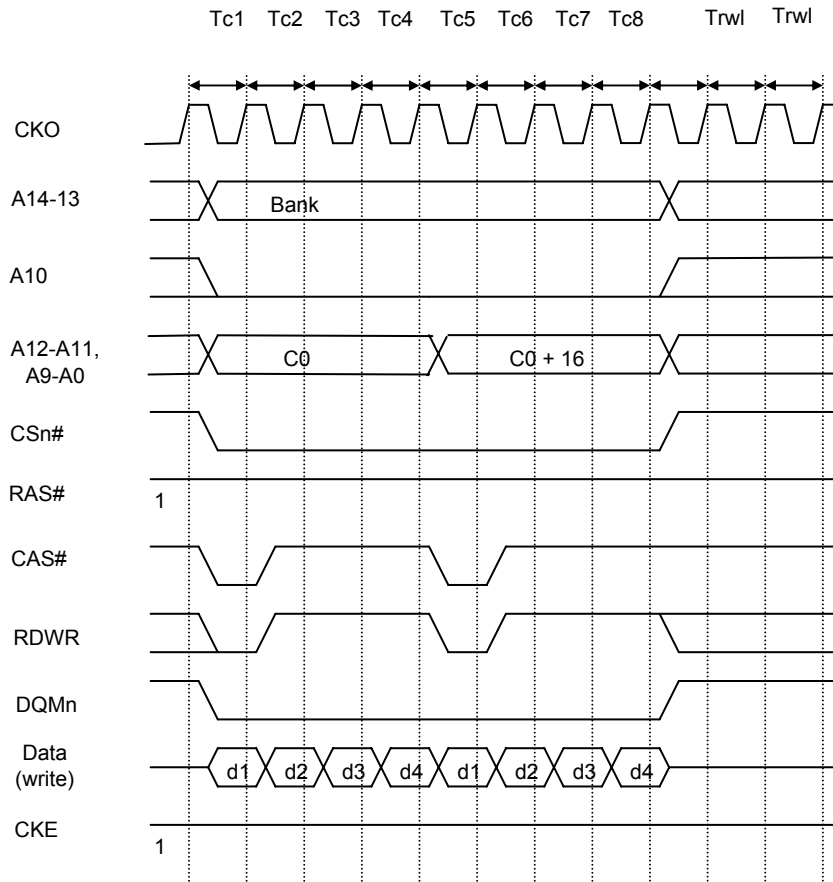 Tc1 Tc2 Tc3 Tc4 Tc5 Tc6 Tc7 Tc8 Trwl Trwl
CKO
A14-13
Bank
A10
A12-A11,
A9-A0
C0
C0 + 16
CSn#
RAS#
1
CAS#
RDWR
DQMn
Data
(write)
d1 d2 d3 d4 d1 d2 d3 d4
CKE
1